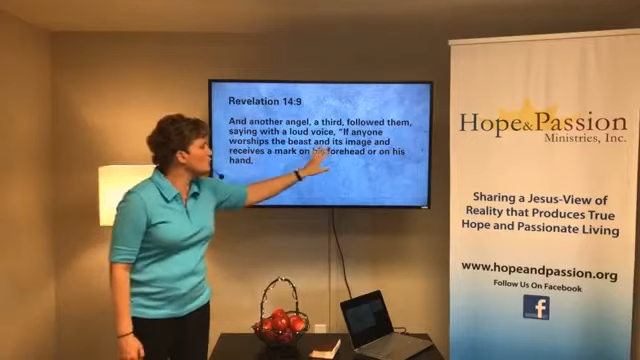 Revelation 14:9
And another angel, a third, followed them,
saying with a loud voice, "If anyone
worships the beast and its image and
receives a mark on his forehead or on his
hand.
Hope&Passion
Ministries, Inc.
Sharing a Jesus-View of
Reality that Produces True
Hope and Passionate Living
www.hopeandpassion.org
Follow Us On Facebook
f